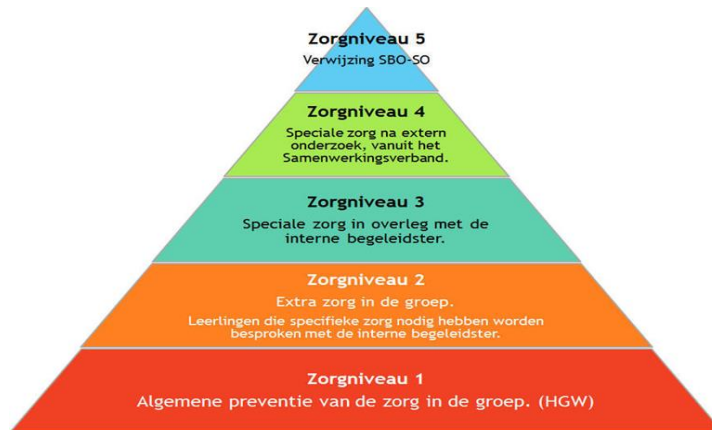 Zorgniveau 5
Verwijzing SBO-SO
Zorgniveau 4
Speciale zorg na extern
onderzoek, vanuit het
Samenwerkingsverband.
Zorgniveau 3
Speciale zorg in overleg met de
interne begeleidster.
Zorgniveau 2
Extra zorg in de groep.
Leerlingen die specifieke zorg nodig hebben worden
besproken met de interne begeleidster.
Zorgniveau 1
Algemene preventie van de zorg in de groep. (HGW)